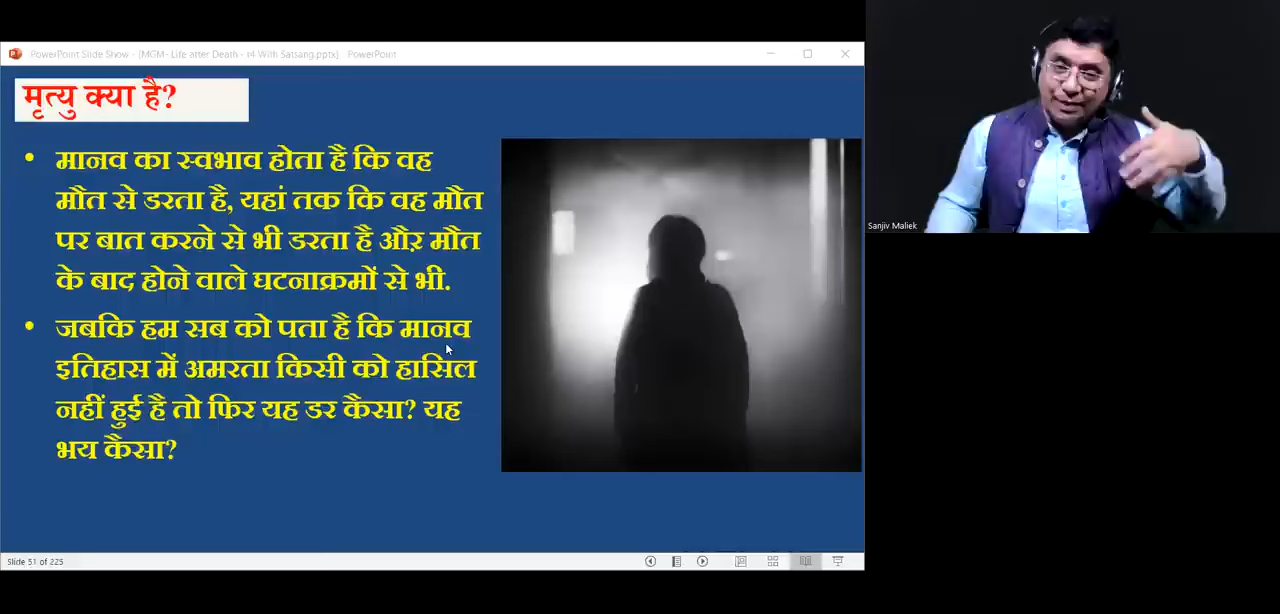 PowerPoint Slide Show - (MGM- Life after Death - r4 With Satsang.pptx) - PowerPoint
मृत्यु क्या है?
• मानव का स्वभाव होता है कि वह
मौत से डरता है, यहां तक कि वह मौत
पर बात करने से भी डरता है और मौत
के बाद होने वाले घटनाक्रमों से भी.
• जबकि हम सब को पता है कि मानव
इतिहास में अमरता किसी को हासिल
नहीं हुई है तो फिर यह डर कैसा? यह
भय कैसा?
Sanjiv Maliek
Slide 51 of 225